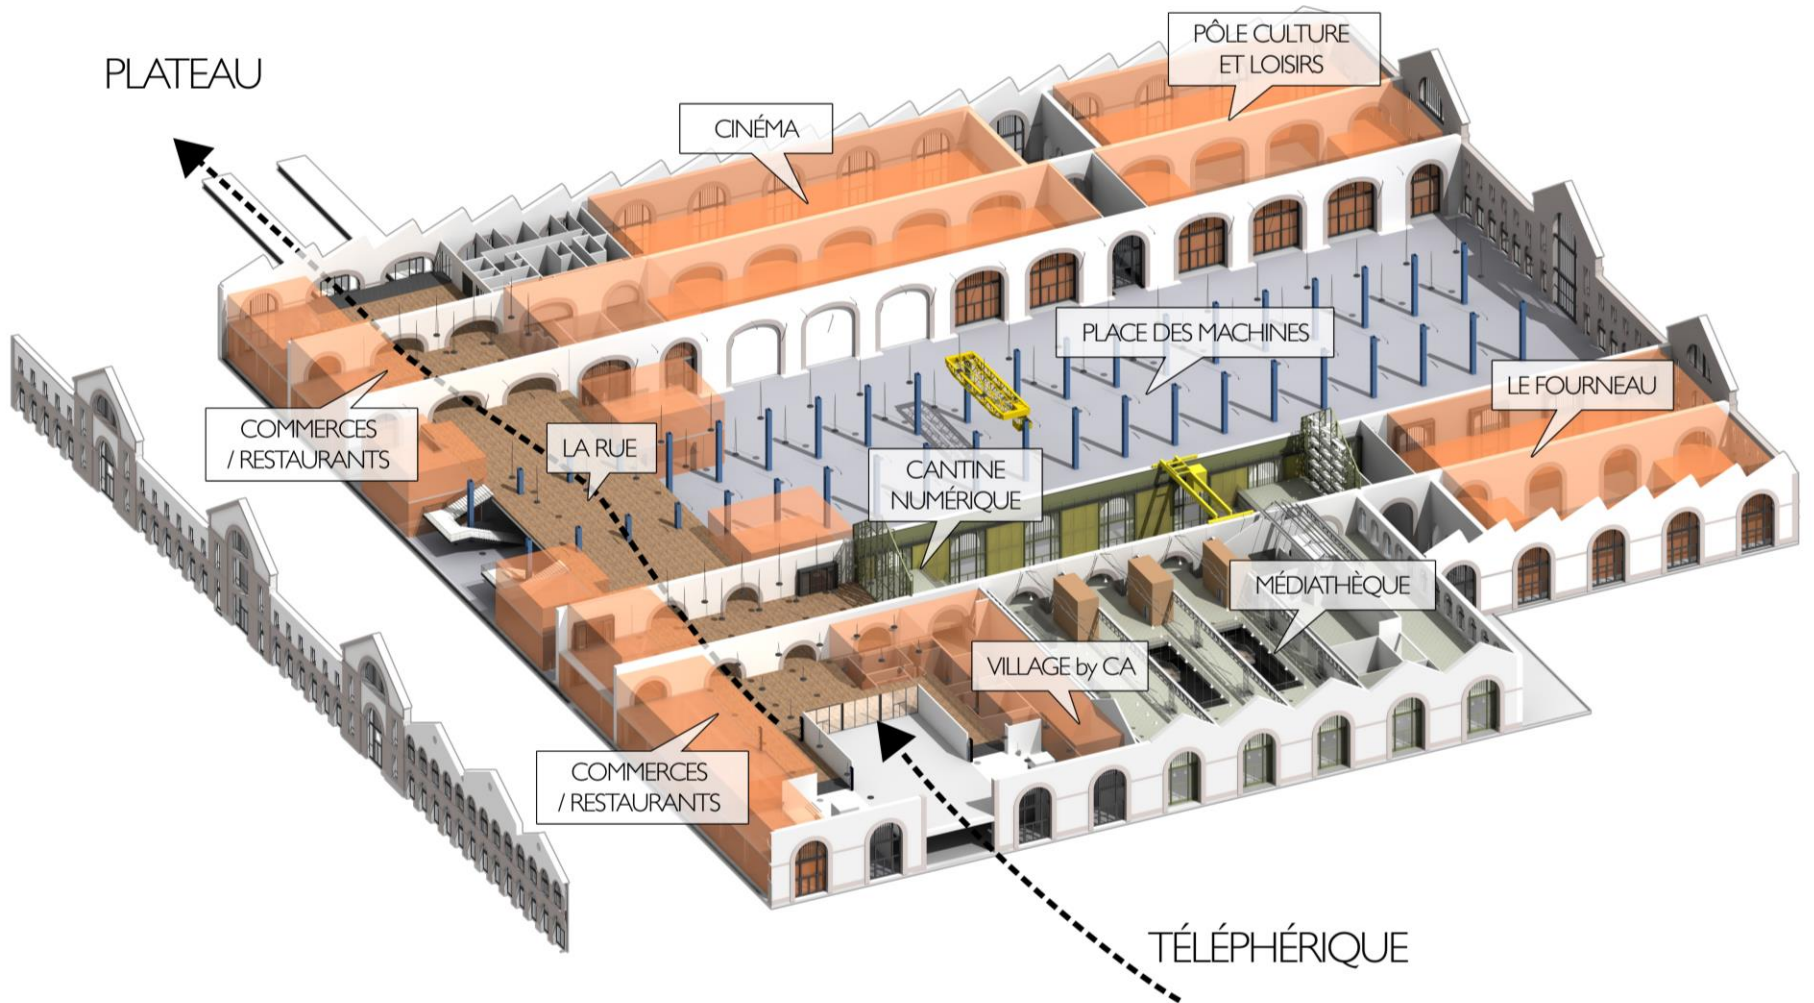 PÔLE CULTURE
ET LOISIRS
PLATEAU
CINÉMA
PLACE DES MACHINES
LE FOURNEAU
COMMERCES
/ RESTAURANTS
LA RUE
CANTINE
NUMÉRIQUE
MÉDIATHÈQUE
VILLAGE by CA
COMMERCES
/ RESTAURANTS
TÉLÉPHÉRIQUE